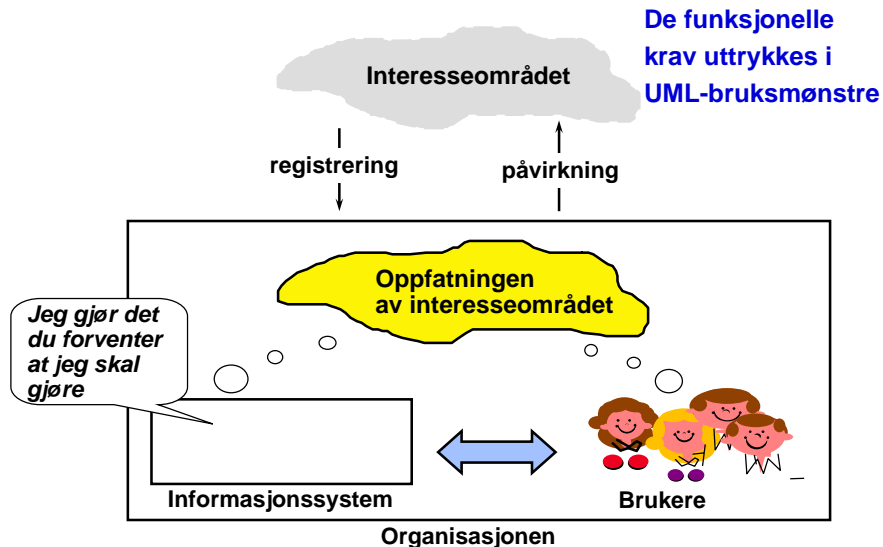 De funksjonelle
krav uttrykkes i
UML-bruksmønstre
Interesseområdet
registrering
påvirkning
Oppfatningen
av interesseområdet
Jeg gjør det
du forventer
at jeg skal
gjøre
Informasjonssystem
Brukere
Organisasjonen